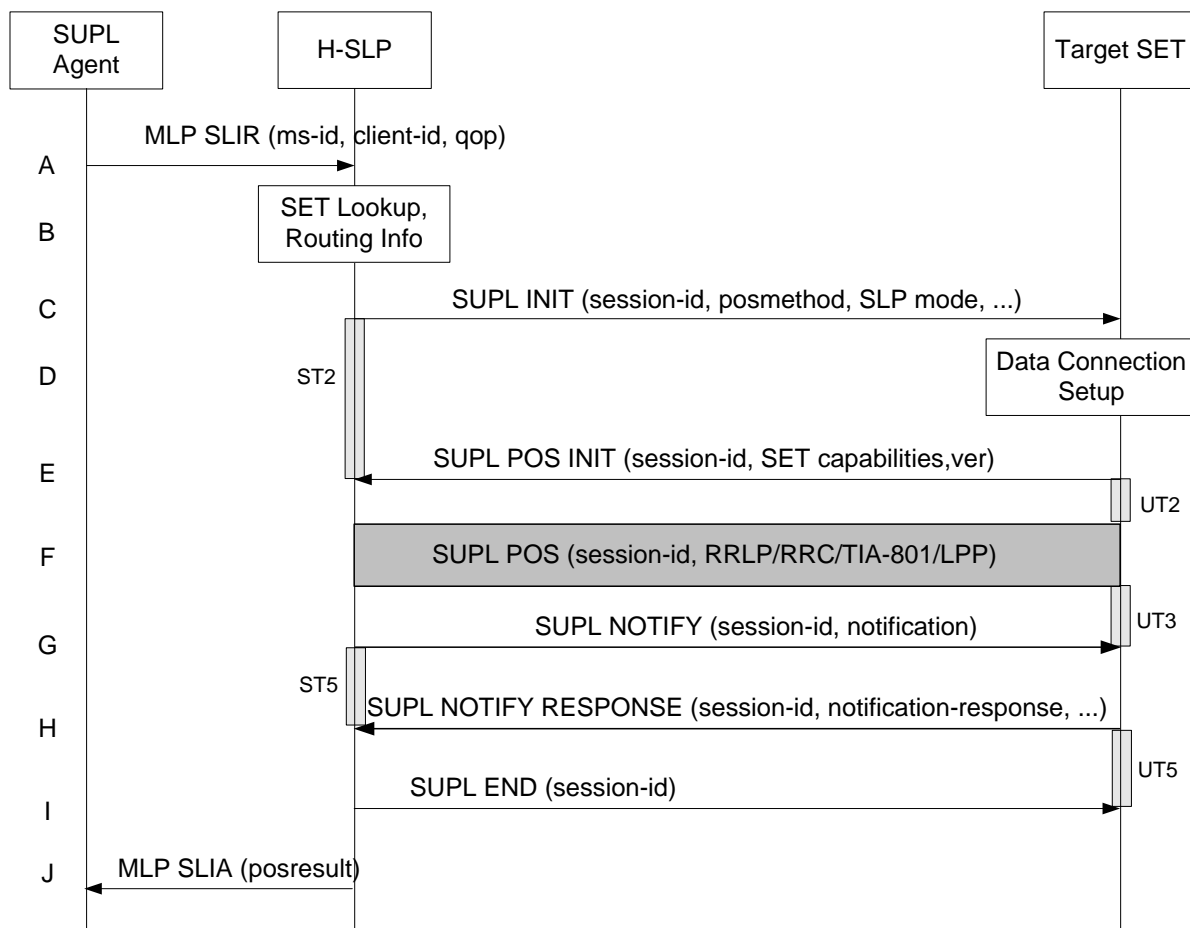 SUPL
Agent
H-SLP
Target SET
MLP SLIR (ms-id, client-id, qop)
A
SET Lookup,
Routing Info
B
SUPL INIT (session-id, posmethod, SLP mode, ...)
C
Data Connection
Setup
D
ST2
SUPL POS INIT (session-id, SET capabilities,ver)
E
UT2
SUPL POS (session-id, RRLP/RRC/TIA-801/LPP)
F
UT3
SUPL NOTIFY (session-id, notification)
G
ST5
SUPL NOTIFY RESPONSE (session-id, notification-response, ...)
H
UT5
SUPL END (session-id)
I
MLP SLIA (posresult)
J